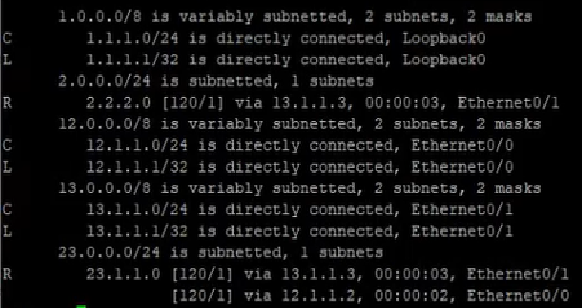 1.0.0.0/8 is variably subnetted, 2 subnets, 2 masks
C 1.1.1.0/24 is directly connected, Loopback0
L 1.1.1.1/32 is directly connected, Loopback0
2.0.0.0/24 is subnetted, 1 subnets
R 2.2.2.0 [120/1] via 13.1.1.3, 00:00:03, Ethernet0/1
12.0.0.0/8 is variably subnetted, 2 subnets, 2 masks
C 12.1.1.0/24 is directly connected, Ethernet0/0
L 12.1.1.1/32 is directly connected, Ethernet0/0
13.0.0.0/8 is variably subnetted, 2 subnets, 2 masks
C 13.1.1.0/24 is directly connected, Ethernet0/1
L 13.1.1.1/32 is directly connected, Ethernet0/1
23.0.0.0/24 is subnetted, 1 subnets
R 23.1.1.0 [120/1] via 13.1.1.3, 00:00:03, Ethernet0/1
[120/1] via 12.1.1.2, 00:00:02, Ethernet0/0